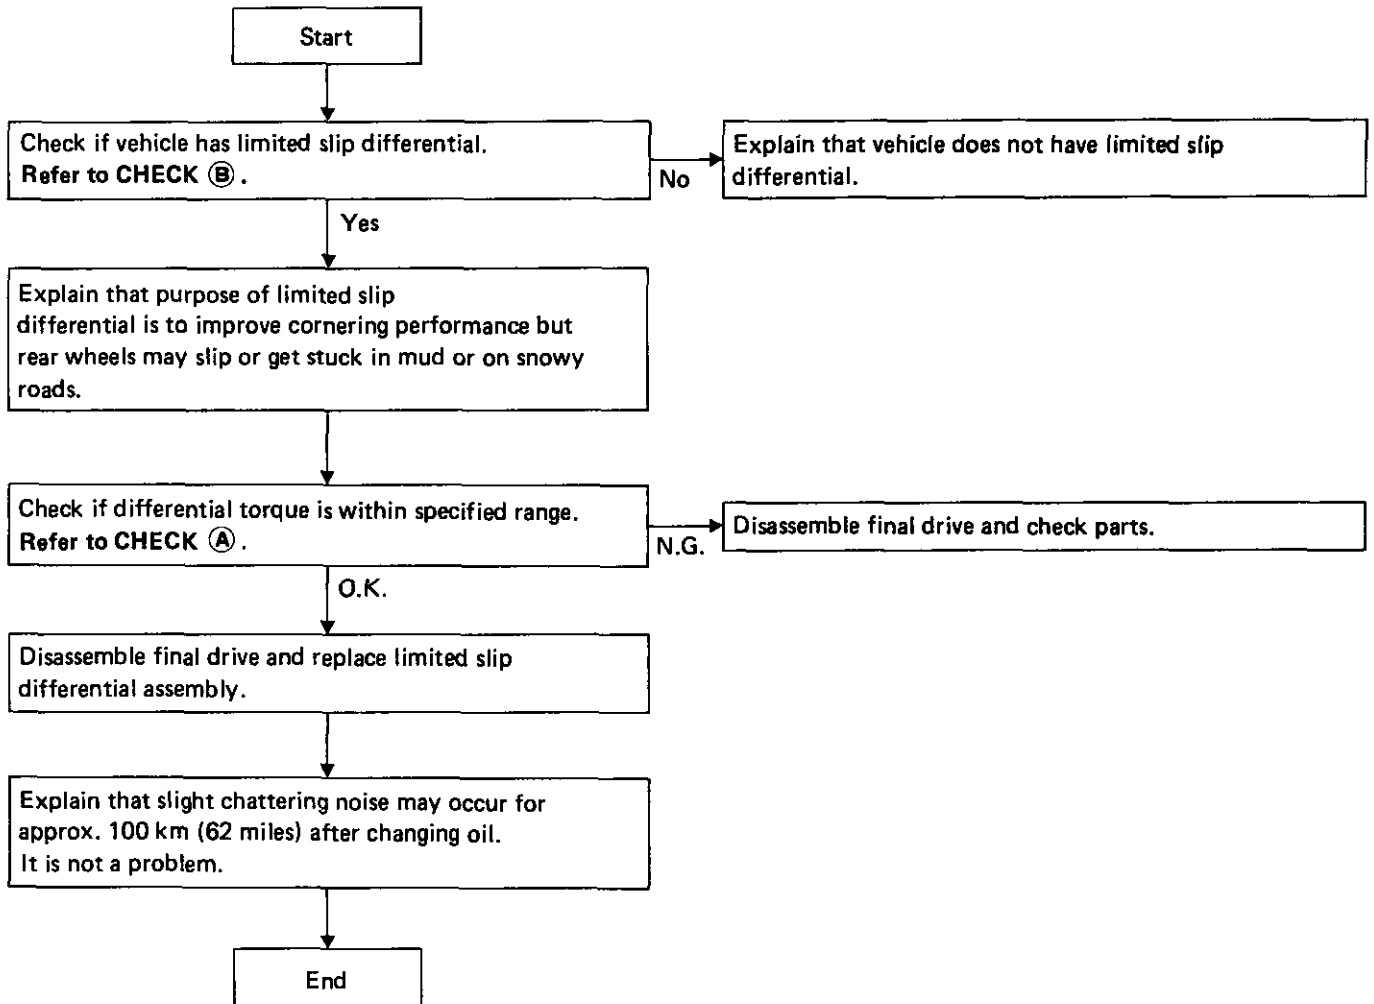 Start
Check if vehicle has limited slip differential.
Refer to CHECK Ⓑ.
No
Explain that vehicle does not have limited slip
differential.
Yes
Explain that purpose of limited slip
differential is to improve cornering performance but
rear wheels may slip or get stuck in mud or on snowy
roads.
Check if differential torque is within specified range.
Refer to CHECK Ⓐ.
N.G.
Disassemble final drive and check parts.
O.K.
Disassemble final drive and replace limited slip
differential assembly.
Explain that slight chattering noise may occur for
approx. 100 km (62 miles) after changing oil.
It is not a problem.
End